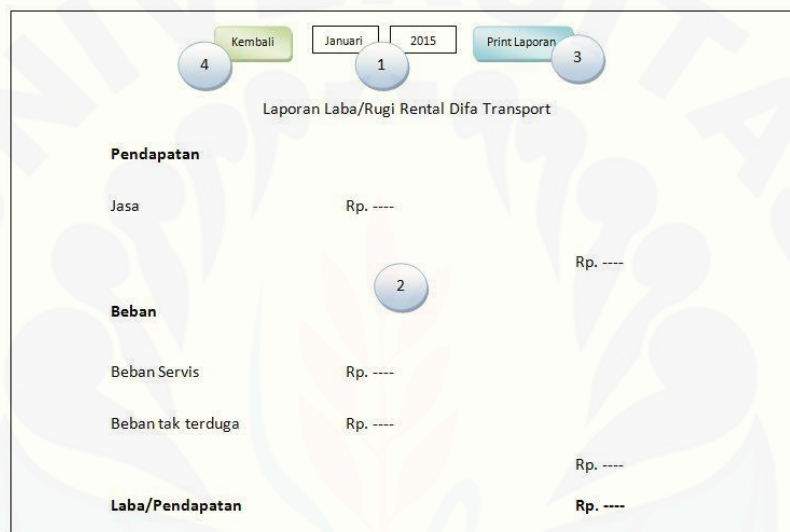 Kembali Januari 2015 Print Laporan
4 1 3
Laporan Laba/Rugi Rental Difa Transport
Pendapatan
Jasa Rp. ----
Rp. ----
2
Beban
Beban Servis Rp. ----
Beban tak terduga Rp. ----
Rp. ----
Laba/Pendapatan Rp. ----